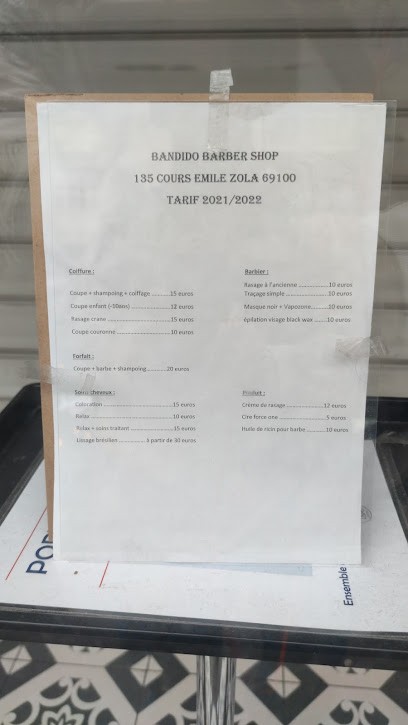 BANDIDO BARBER SHOP
135 COURS EMILE ZOLA 69100
TARIF 2021/2022
Coiffure :
Coupe + shampoing + coiffage ............15 euros
Coupe enfant (-10ans) ......................12 euros
Rasage crane ...................................15 euros
Coupe couronne ..............................10 euros
Forfait :
Coupe + barbe + shampoing.............20 euros
Soins cheveux :
Coloration .......................................15 euros
Relax ...............................................10 euros
Relax + soins traitant .......................15 euros
Lissage brésilien ................à partir de 30 euros
Barbier :
Rasage à l'ancienne ..................10 euros
Traçage simple .........................10 euros
Masque noir + Vapozone...........10 euros
épilation visage black wax ........10 euros
Produit :
Crème de rasage .......................12 euros
Cire force one ............................5 euros
Huile de ricin pour barbe ...........10 euros
Ensemble